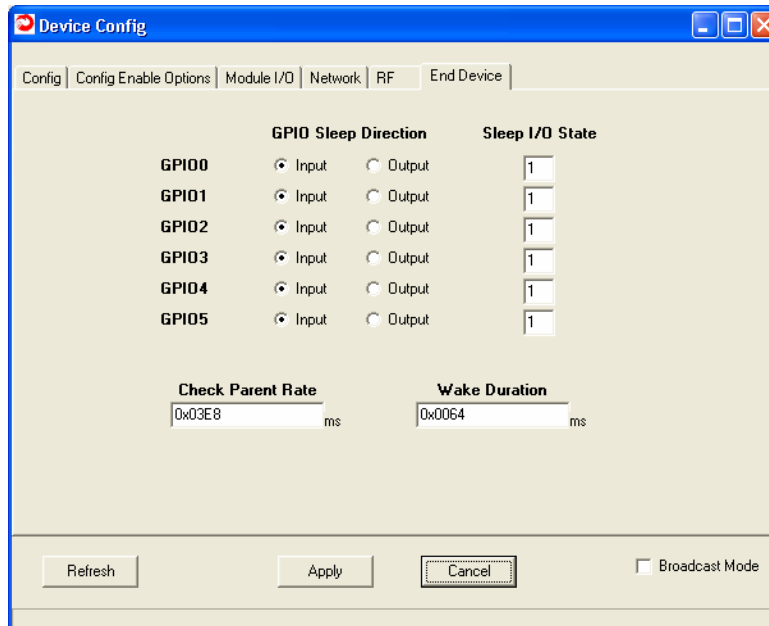 Device Config
Config Config Enable Options Module I/O Network RF End Device
GPIO Sleep Direction Sleep I/O State
GPIO0 Input Output 1
GPIO1 Input Output 1
GPIO2 Input Output 1
GPIO3 Input Output 1
GPIO4 Input Output 1
GPIO5 Input Output 1
Check Parent Rate Wake Duration
0x03E8 ms 0x0064 ms
Refresh Apply Cancel Broadcast Mode